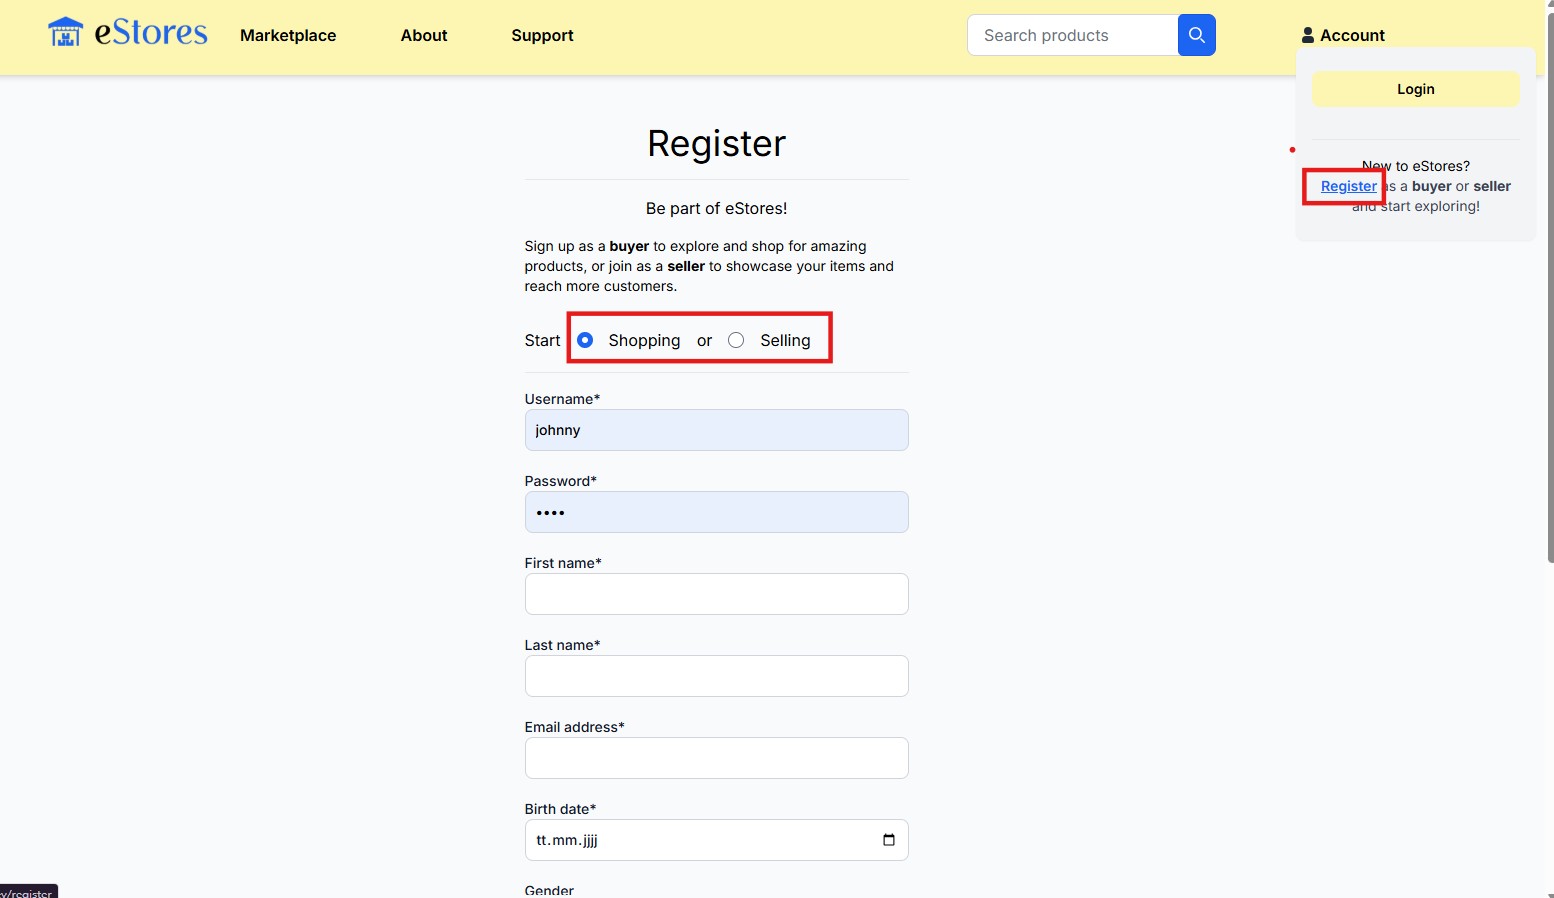 eStores Marketplace About Support Search products Account
Login
New to eStores?
Register as a buyer or seller
and start exploring!
Register
Be part of eStores!
Sign up as a buyer to explore and shop for amazing
products, or join as a seller to showcase your items and
reach more customers.
Start Shopping or Selling
Username*
johnny
Password*
••••
First name*
Last name*
Email address*
Birth date*
tt.mm.jjjj
Gender
/register